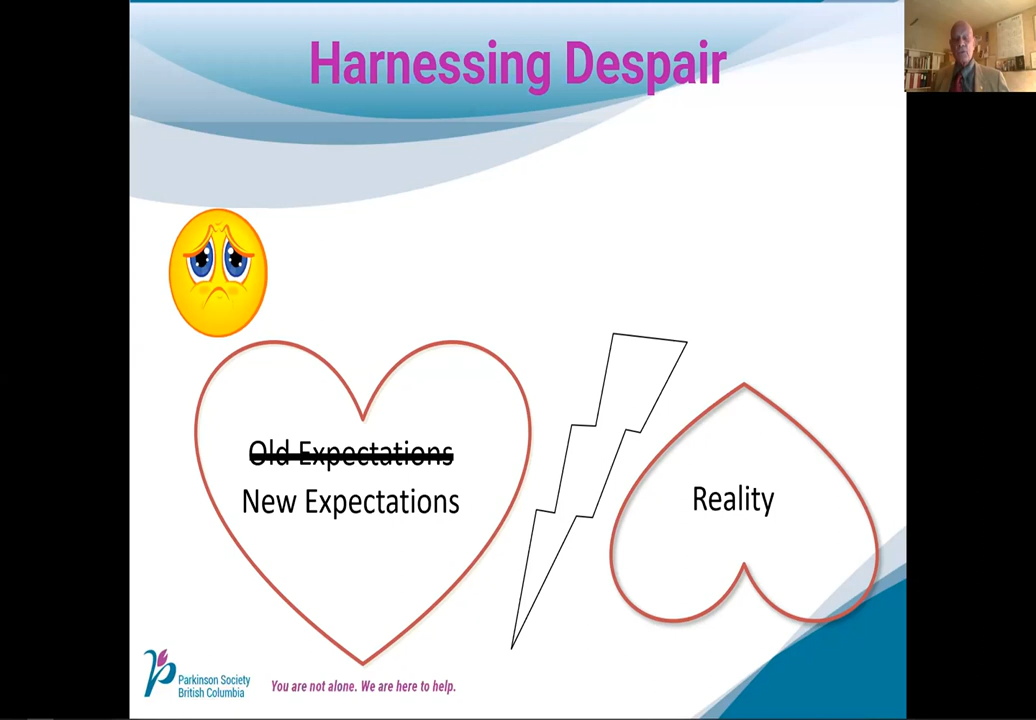 Harnessing Despair
Old Expectations
New Expectations
Reality
Parkinson Society
British Columbia
You are not alone. We are here to help.